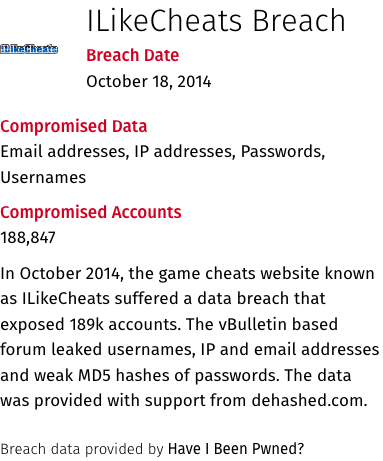 ILikeCheats Breach
ILikeCheats
Breach Date
October 18, 2014
Compromised Data
Email addresses, IP addresses, Passwords,
Usernames
Compromised Accounts
188,847
In October 2014, the game cheats website known
as ILikeCheats suffered a data breach that
exposed 189k accounts. The vBulletin based
forum leaked usernames, IP and email addresses
and weak MD5 hashes of passwords. The data
was provided with support from dehashed.com.
Breach data provided by Have I Been Pwned?